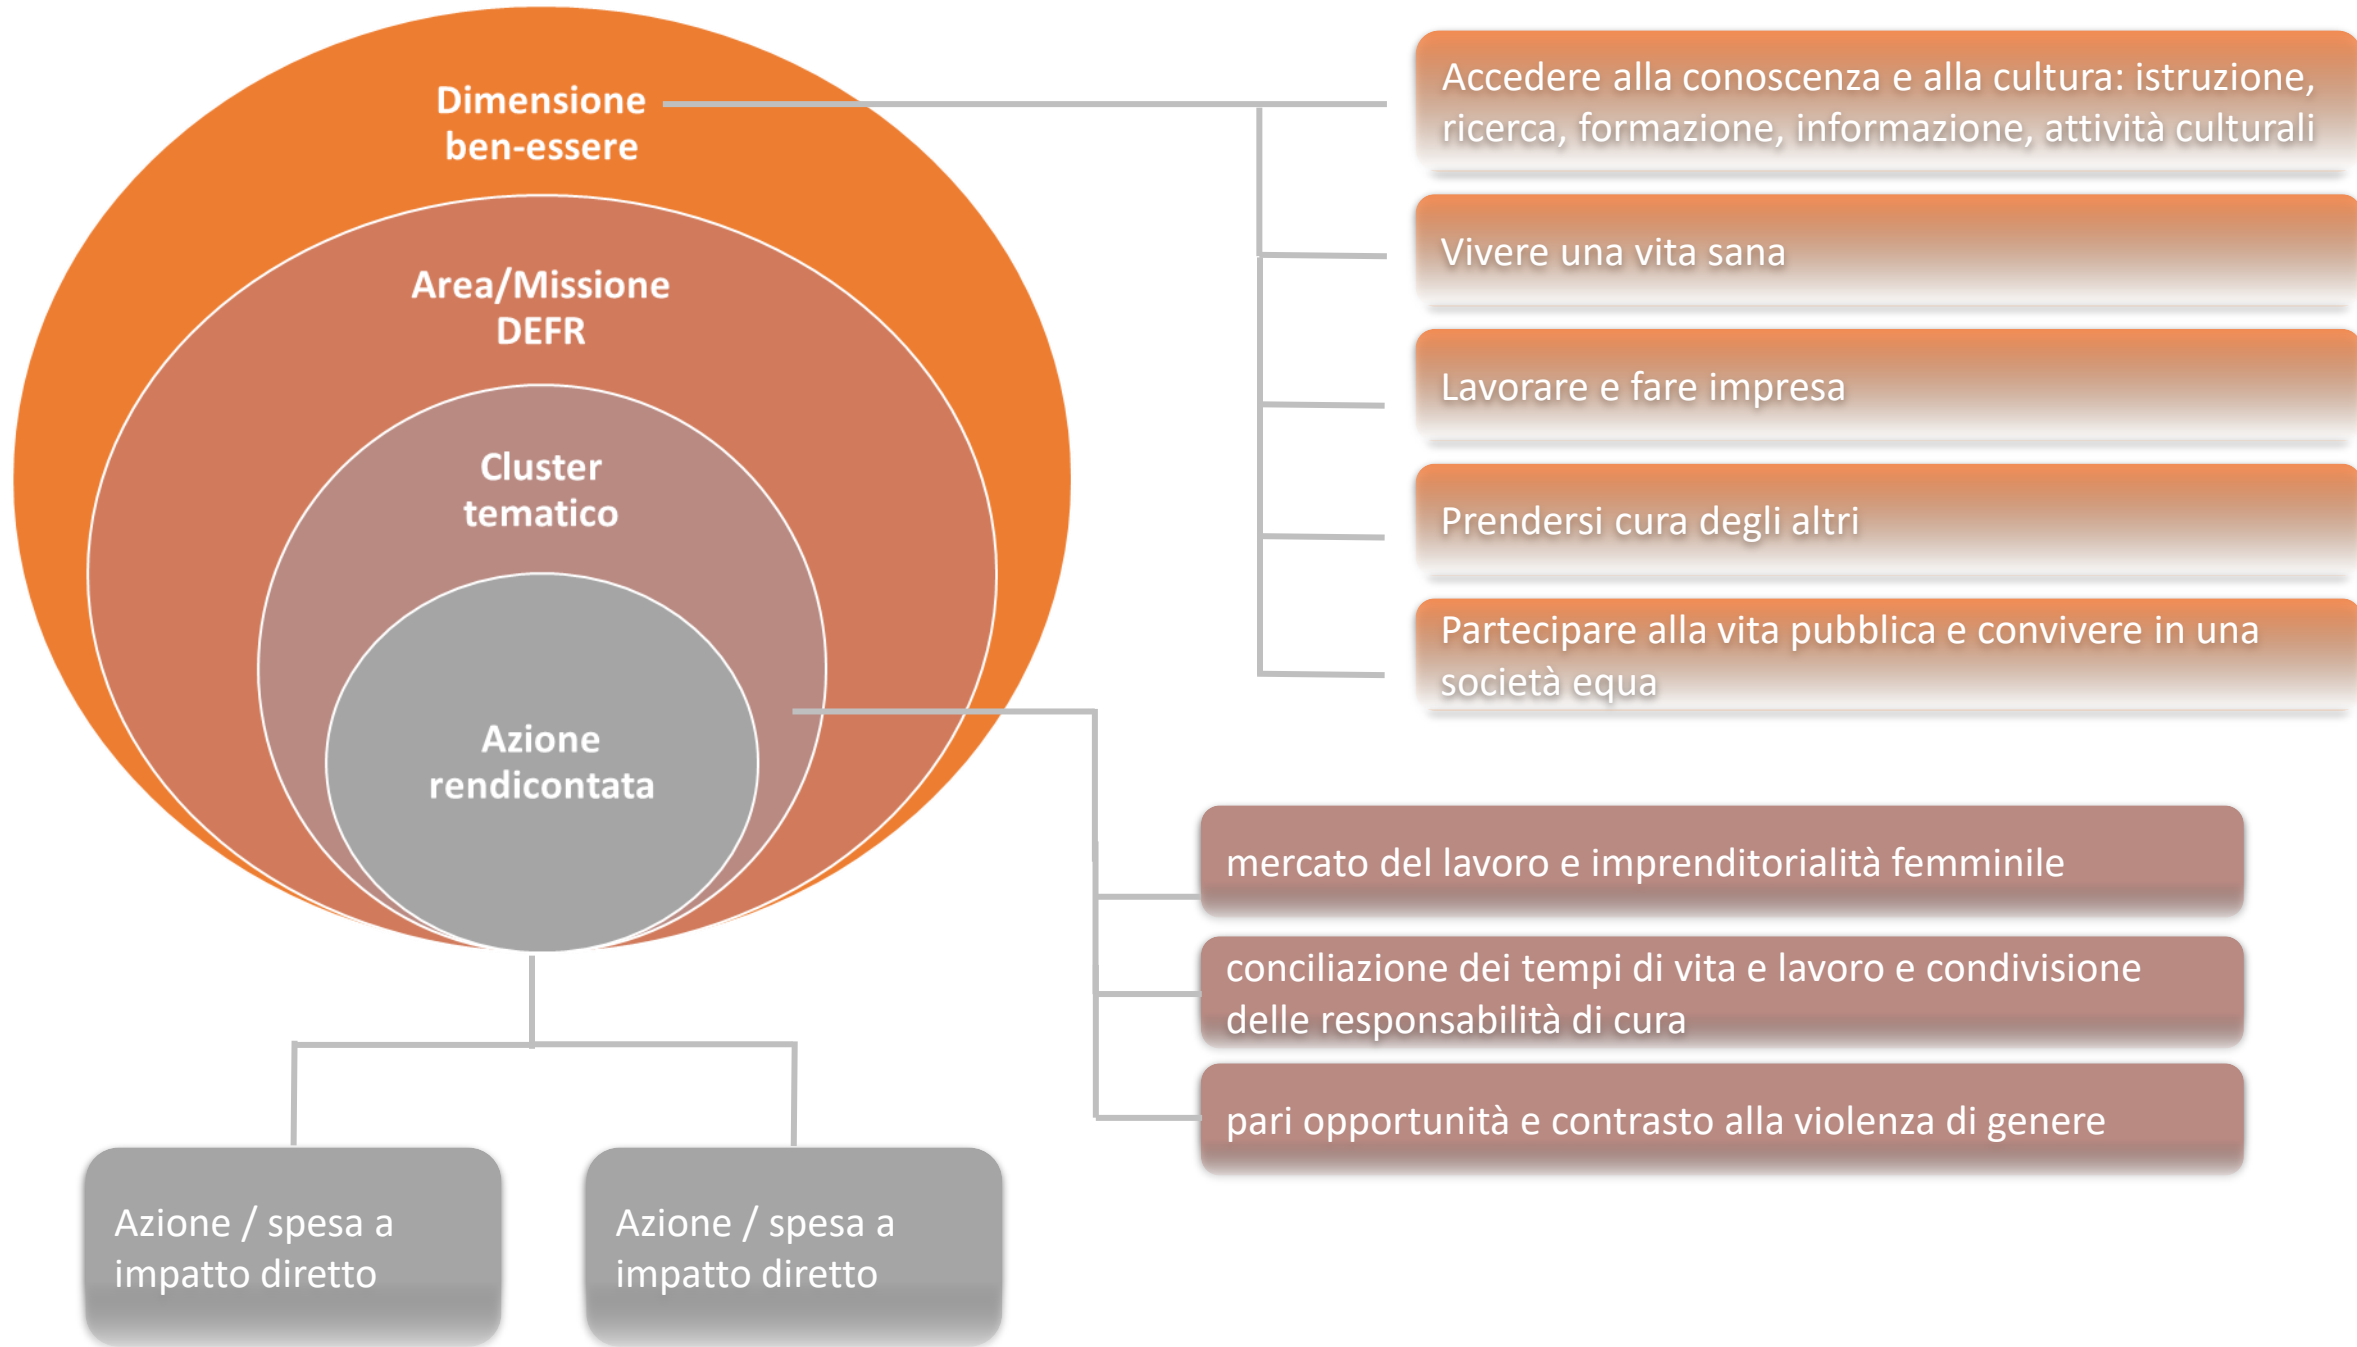 Dimensione
ben-essere
Area/Missione
DEFR
Cluster
tematico
Azione
rendicontata
Accedere alla conoscenza e alla cultura: istruzione,
ricerca, formazione, informazione, attività culturali
Vivere una vita sana
Lavorare e fare impresa
Prendersi cura degli altri
Partecipare alla vita pubblica e convivere in una
società equa
mercato del lavoro e imprenditorialità femminile
conciliazione dei tempi di vita e lavoro e condivisione
delle responsabilità di cura
pari opportunità e contrasto alla violenza di genere
Azione / spesa a
impatto diretto
Azione / spesa a
impatto diretto